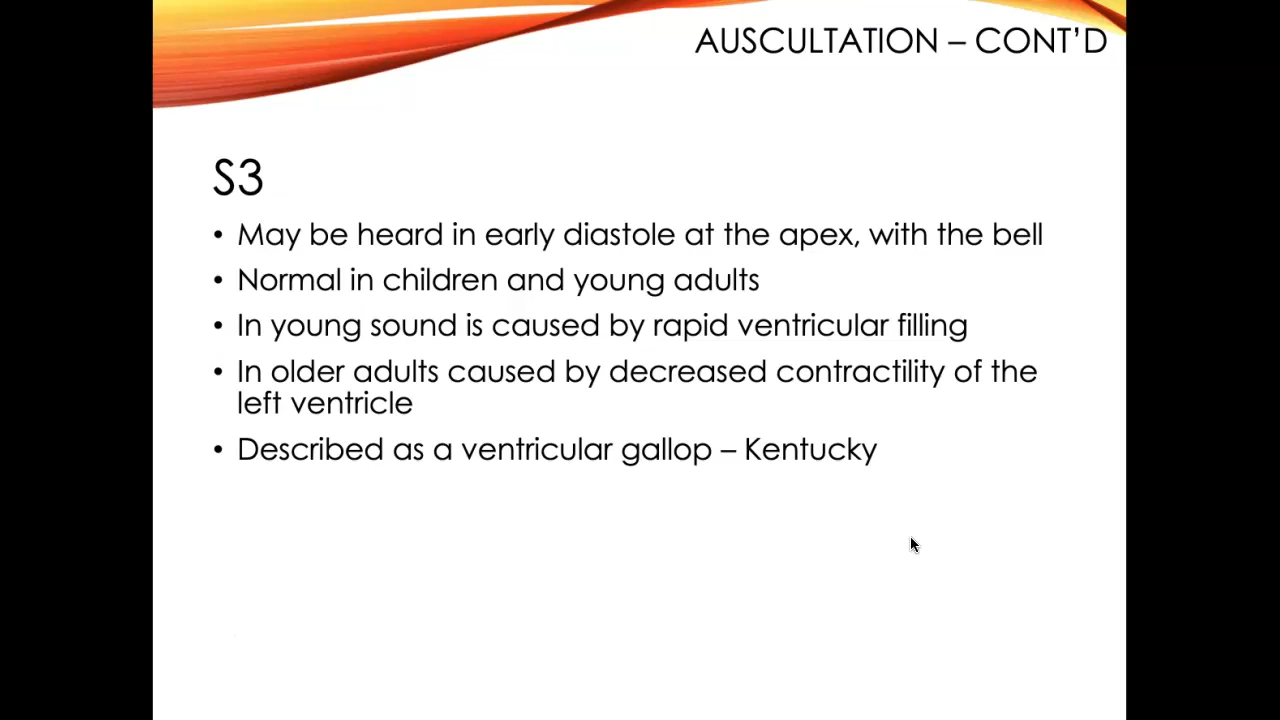 AUSCULTATION – CONT’D
S3
• May be heard in early diastole at the apex, with the bell
• Normal in children and young adults
• In young sound is caused by rapid ventricular filling
• In older adults caused by decreased contractility of the
left ventricle
• Described as a ventricular gallop – Kentucky